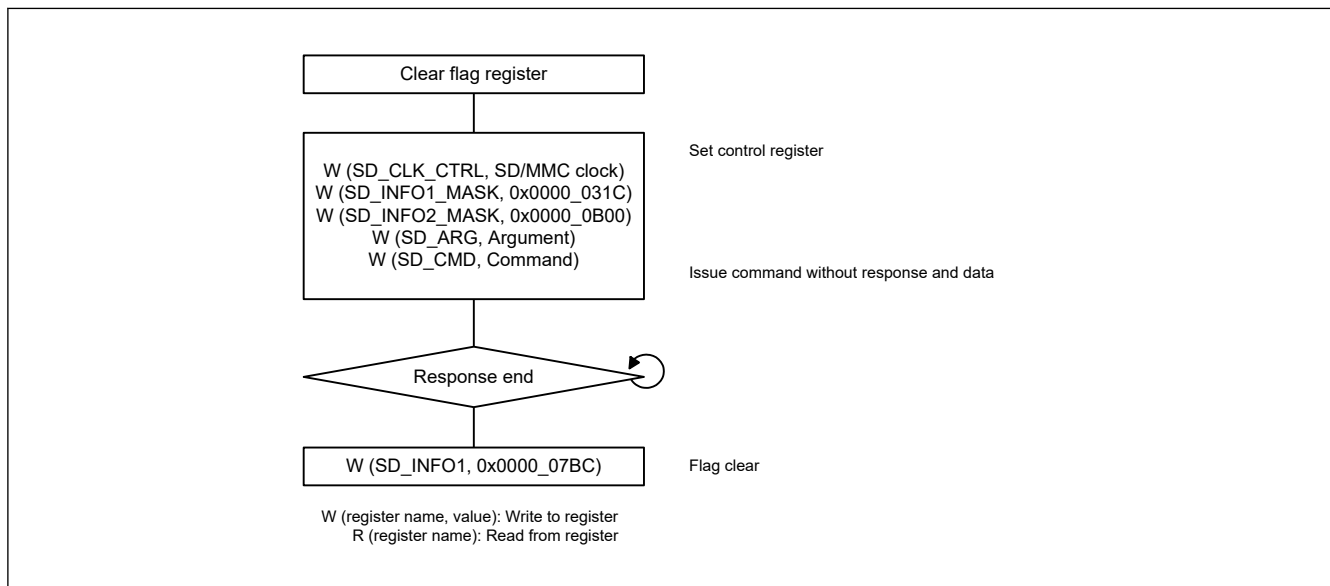 Clear flag register
Set control register
W (SD_CLK_CTRL, SD/MMC clock)
W (SD_INFO1_MASK, 0x0000_031C)
W (SD_INFO2_MASK, 0x0000_0B00)
W (SD_ARG, Argument)
W (SD_CMD, Command)
Issue command without response and data
Response end
W (SD_INFO1, 0x0000_07BC)
Flag clear
W (register name, value): Write to register
R (register name): Read from register